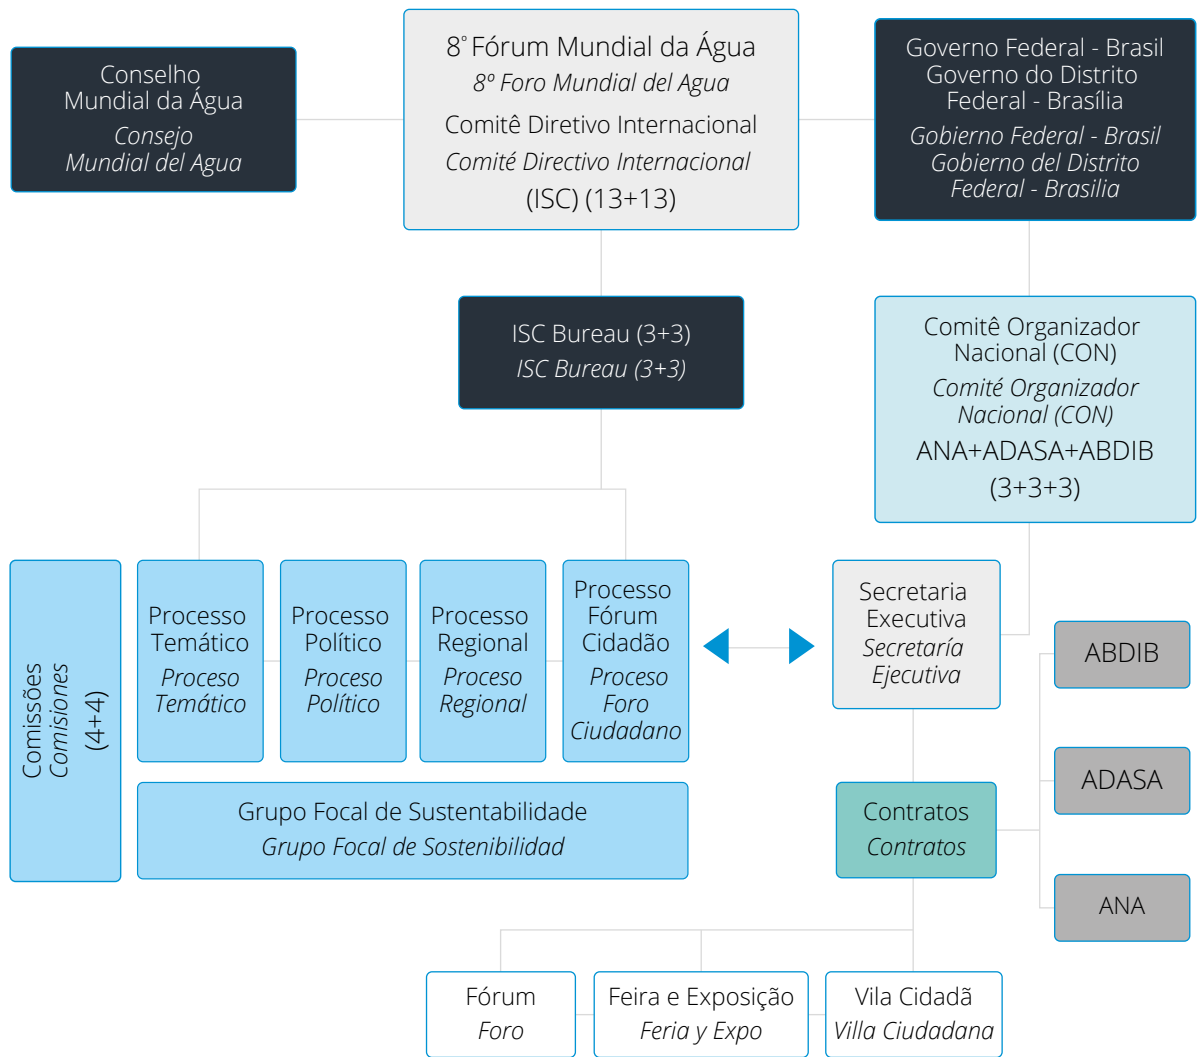 Conselho
Mundial da Água
Consejo
Mundial del Agua
8º Fórum Mundial da Água
8º Foro Mundial del Agua
Comitê Diretivo Internacional
Comité Directivo Internacional
(ISC) (13+13)
Governo Federal - Brasil
Governo do Distrito
Federal - Brasília
Gobierno Federal - Brasil
Gobierno del Distrito
Federal - Brasilia
ISC Bureau (3+3)
ISC Bureau (3+3)
Comitê Organizador
Nacional (CON)
Comité Organizador
Nacional (CON)
ANA+ADASA+ABDIB
(3+3+3)
Comissões
Comisiones
(4+4)
Processo
Temático
Proceso
Temático
Processo
Político
Proceso
Político
Processo
Regional
Proceso
Regional
Processo
Fórum
Cidadão
Proceso
Foro
Ciudadano
Secretaria
Executiva
Secretaría
Ejecutiva
ABDIB
ADASA
ANA
Grupo Focal de Sustentabilidade
Grupo Focal de Sostenibilidad
Contratos
Contratos
Fórum
Foro
Feira e Exposição
Feria y Expo
Vila Cidadã
Villa Ciudadana